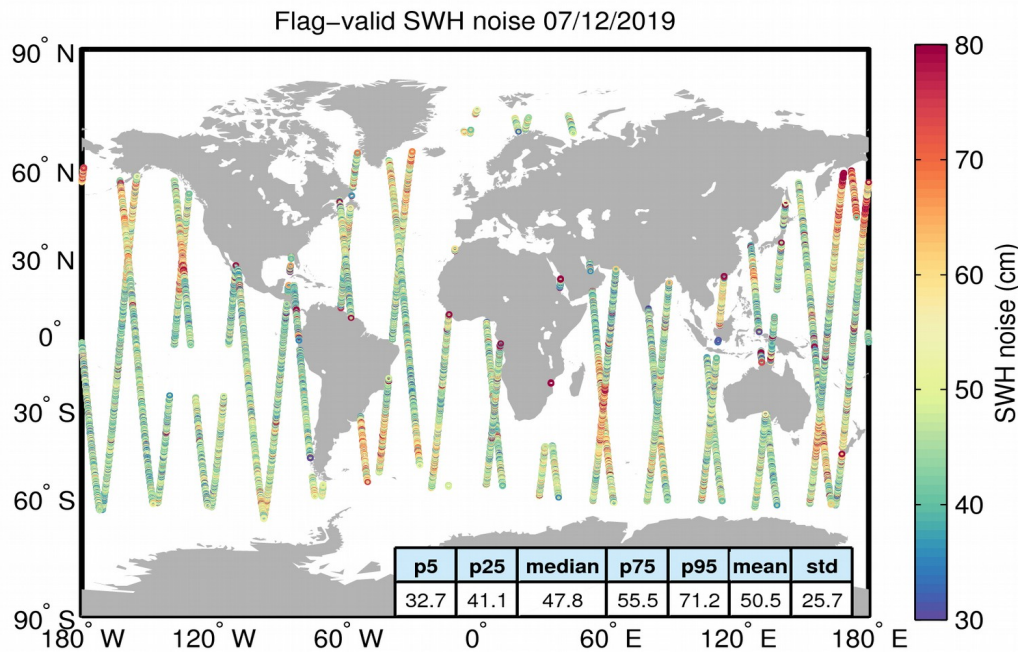 Flag−valid SWH noise 07/12/2019
90° N
60° N
30° N
0°
30° S
60° S
90° S
180° W
120° W
60° W
0°
60° E
120° E
180° E
80
70
60
50
40
30
SWH noise (cm)
p5 p25 median p75 p95 mean std
32.7 41.1 47.8 55.5 71.2 50.5 25.7